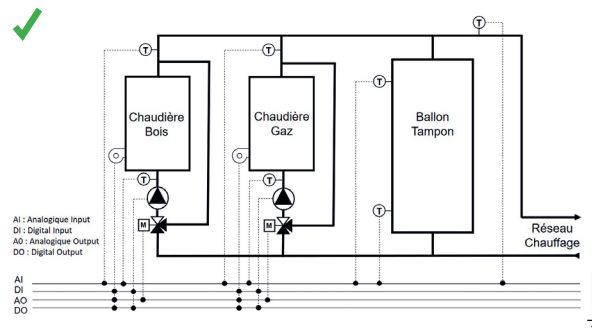 T
T
T
T
Chaudière
Bois
Chaudière
Gaz
Ballon
Tampon
T
T
M
M
T
AI : Analogique Input
DI : Digital Input
AO : Analogique Output
DO : Digital Output
Réseau
Chauffage
AI
DI
AO
DO